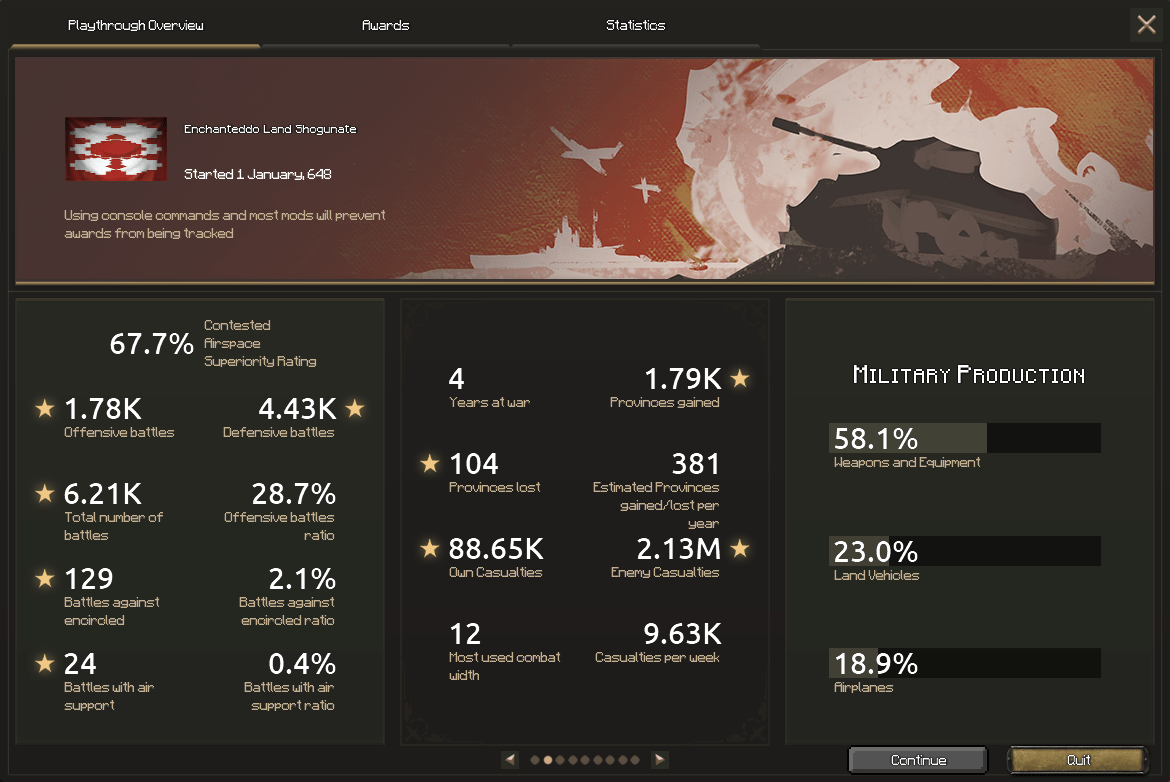 Playthrough Overview
Awards
Statistics
Enchanteddo Land Shogunate
Started 1 January, 648
Using console commands and most mods will prevent
awards from being tracked
67.7%
Contested
Airspace
Superiority Rating
1.78K
Offensive battles
4.43K
Defensive battles
6.21K
Total number of
battles
28.7%
Offensive battles
ratio
129
Battles against
encircled
2.1%
Battles against
encircled ratio
24
Battles with air
support
0.4%
Battles with air
support ratio
4
Years at war
1.79K
Provinces gained
104
Provinces lost
381
Estimated Provinces
gained/lost per
year
88.65K
Own Casualties
2.13M
Enemy Casualties
12
Most used combat
width
9.63K
Casualties per week
Military Production
58.1%
Weapons and Equipment
23.0%
Land Vehicles
18.9%
Airplanes
Continue
Quit